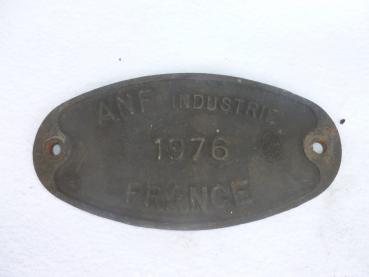 ANF INDUSTRIE
1976
FRANCE